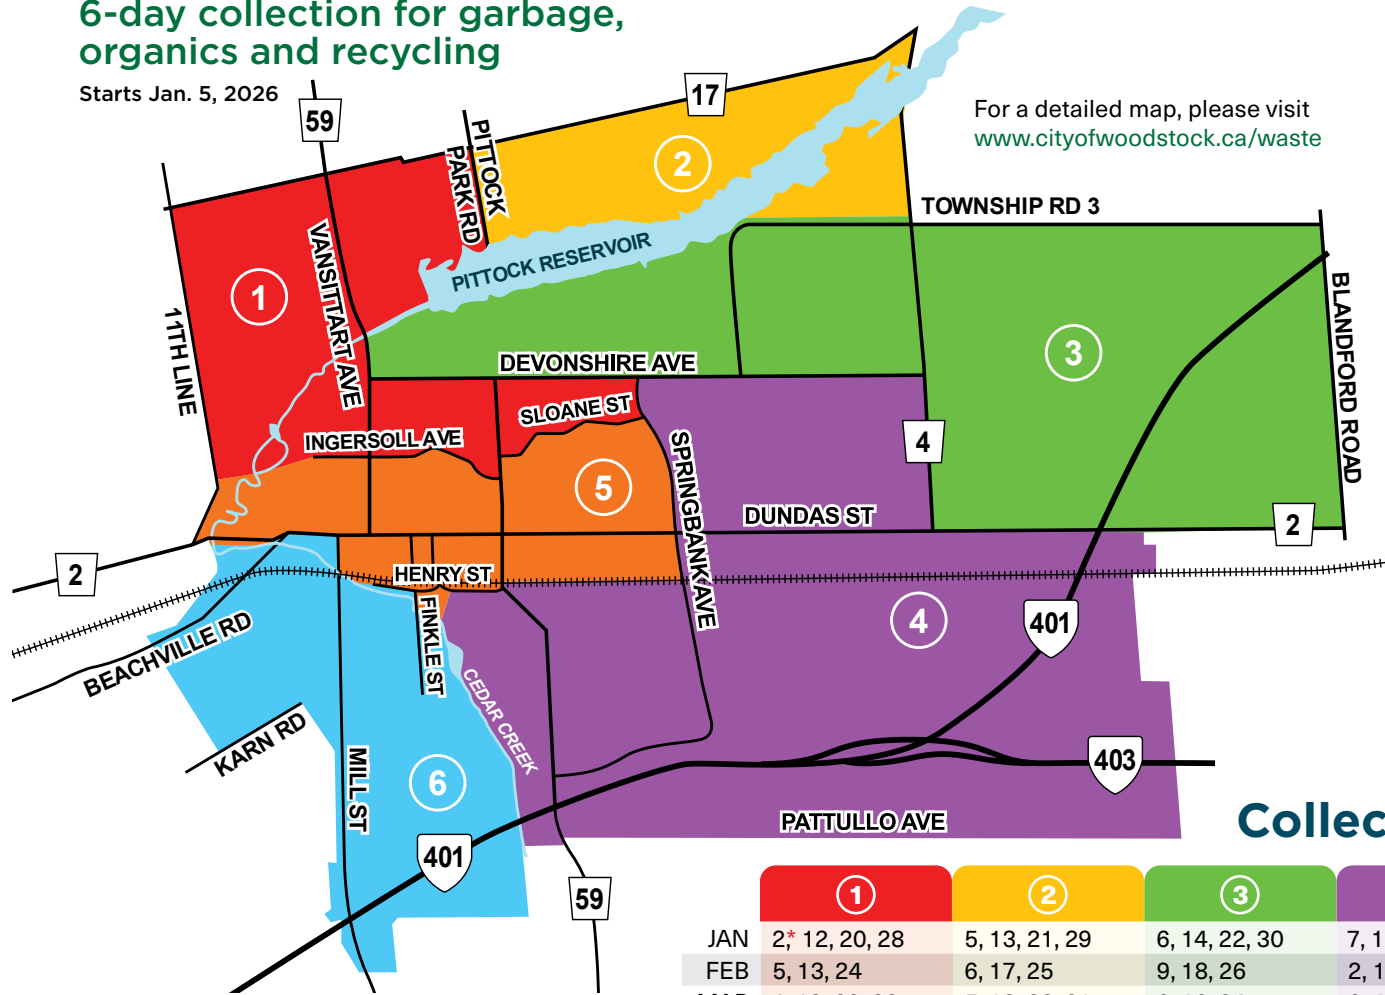 6-day collection for garbage,
organics and recycling
Starts Jan. 5, 2026
For a detailed map, please visit
www.cityofwoodstock.ca/waste
59
17
PITTOCK
PARK RD
2
TOWNSHIP RD 3
PITTOCK RESERVOIR
VANSITTART AVE
1
11TH LINE
3
BLANDFORD ROAD
DEVONSHIRE AVE
SLOANE ST
INGERSOLL AVE
4
SPRINGBANK AVE
5
DUNDAS ST
2
2
HENRY ST
FINKLE ST
4
401
BEACHVILLE RD
CEDAR CREEK
KARN RD
MILL ST
6
403
PATTULLO AVE
401
59
Collec
1 2 3
JAN 2,* 12, 20, 28 5, 13, 21, 29 6, 14, 22, 30 7, 1
FEB 5, 13, 24 6, 17, 25 9, 18, 26 2, 1